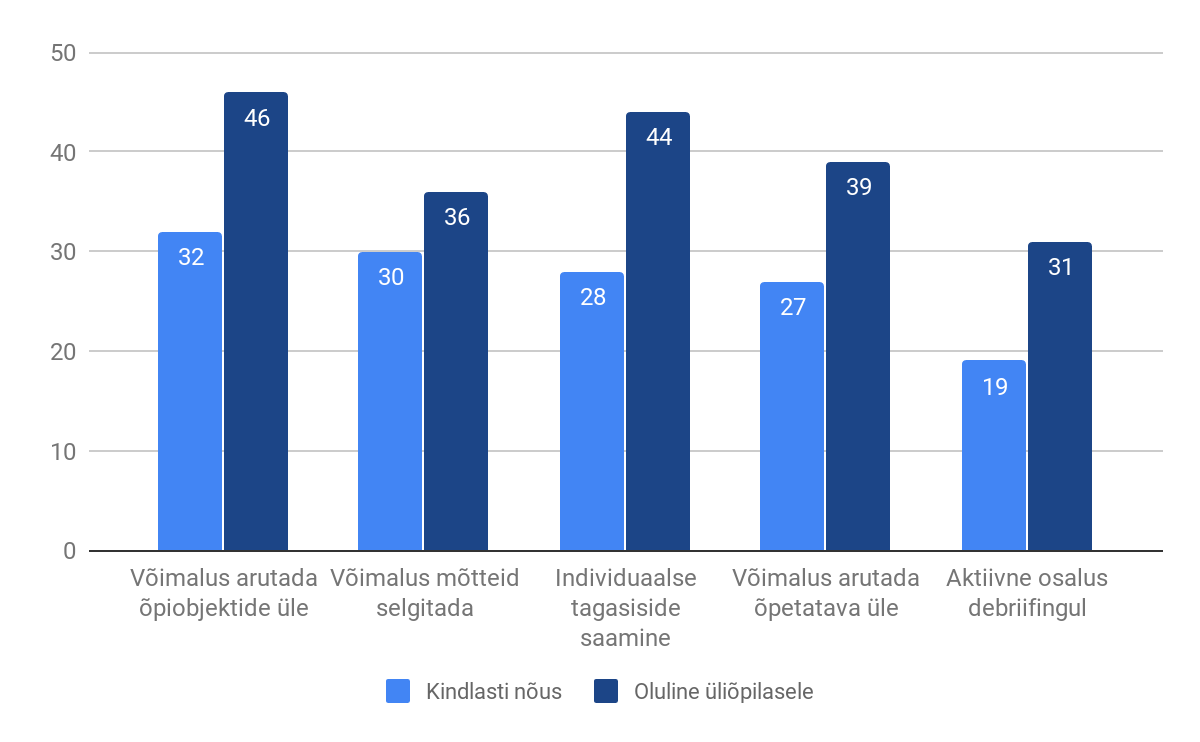 50
40
30
20
10
0
32
46
30
36
28
44
27
39
19
31
Võimalus arutada
õpiobjektide üle
Võimalus mõtteid
selgitada
Individuaalse
tagasiside
saamine
Võimalus arutada
õpetatava üle
Aktiivne osalus
debriifingul
Kindlasti nõus
Oluline üliõpilasele